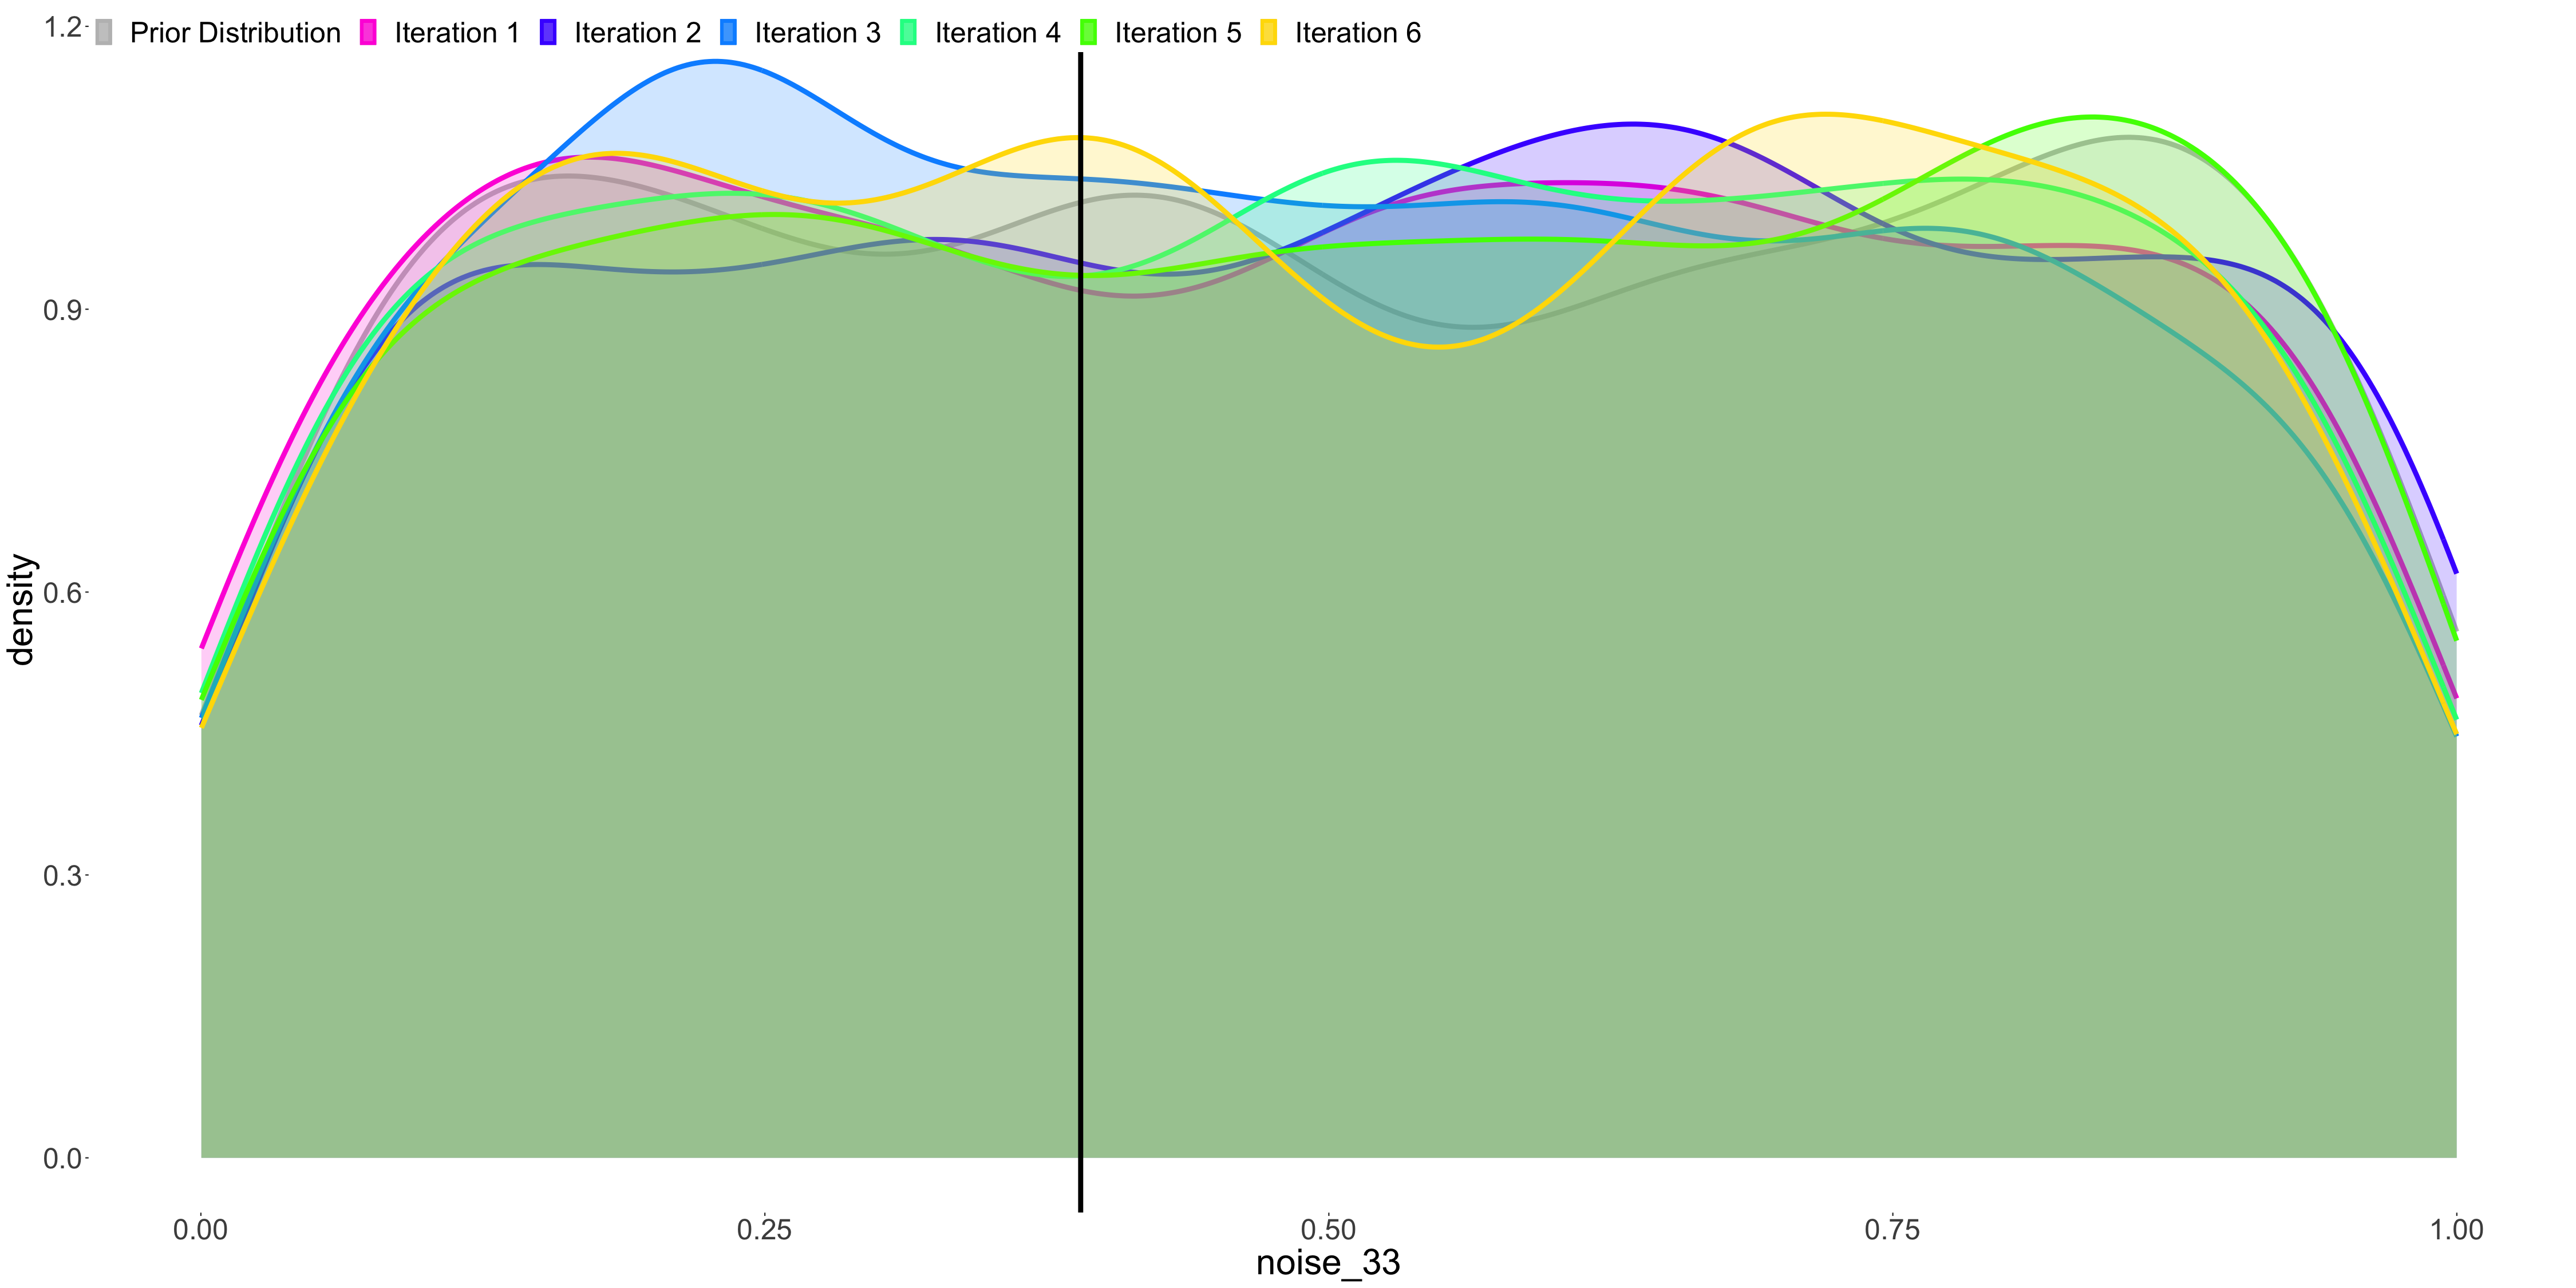 Prior Distribution Iteration 1 Iteration 2 Iteration 3 Iteration 4 Iteration 5 Iteration 6
1.2
0.9
0.6
0.3
0.0
density
0.00 0.25 0.50 0.75 1.00
noise_33